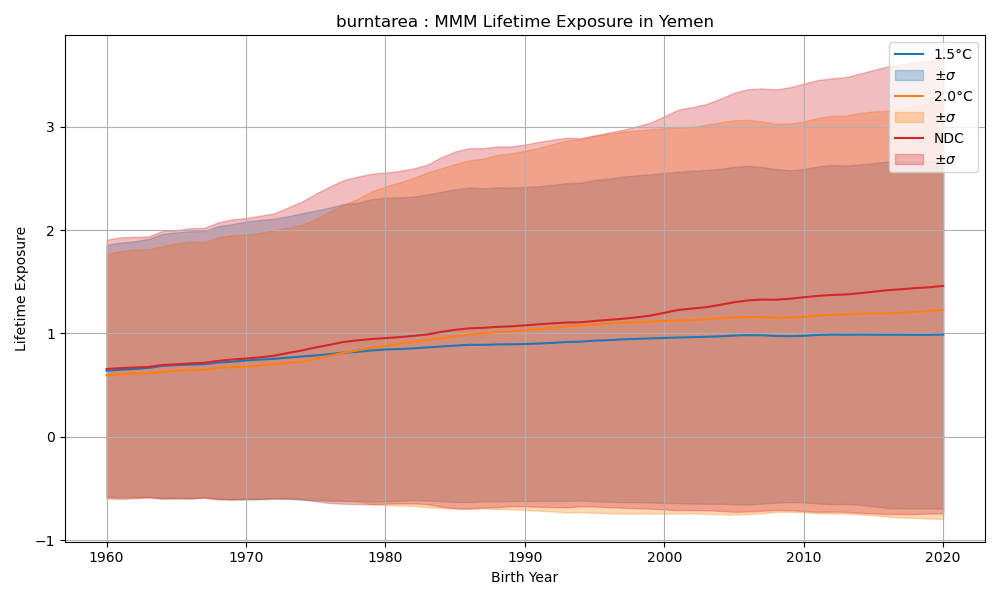 burntarea : MMM Lifetime Exposure in Yemen
1.5°C
±σ
2.0°C
±σ
NDC
±σ
Lifetime Exposure
3
2
1
0
−1
1960 1970 1980 1990 2000 2010 2020
Birth Year